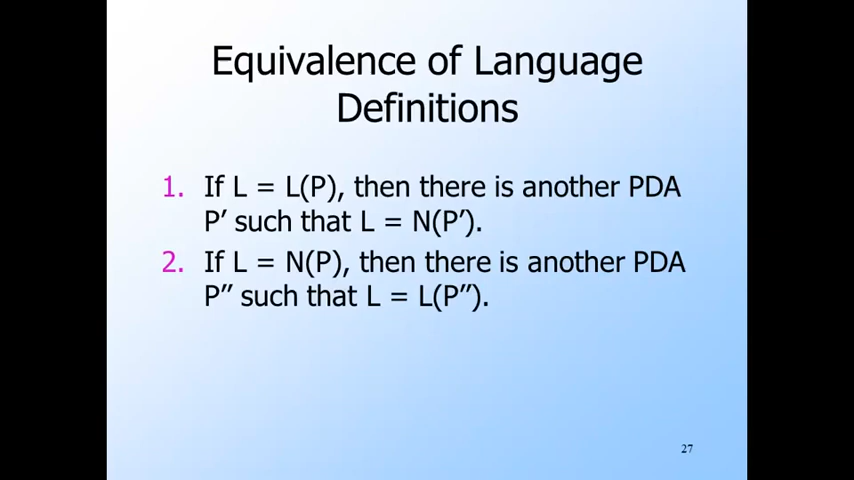 Equivalence of Language
Definitions
1. If L = L(P), then there is another PDA
P’ such that L = N(P’).
2. If L = N(P), then there is another PDA
P’’ such that L = L(P’’).
27